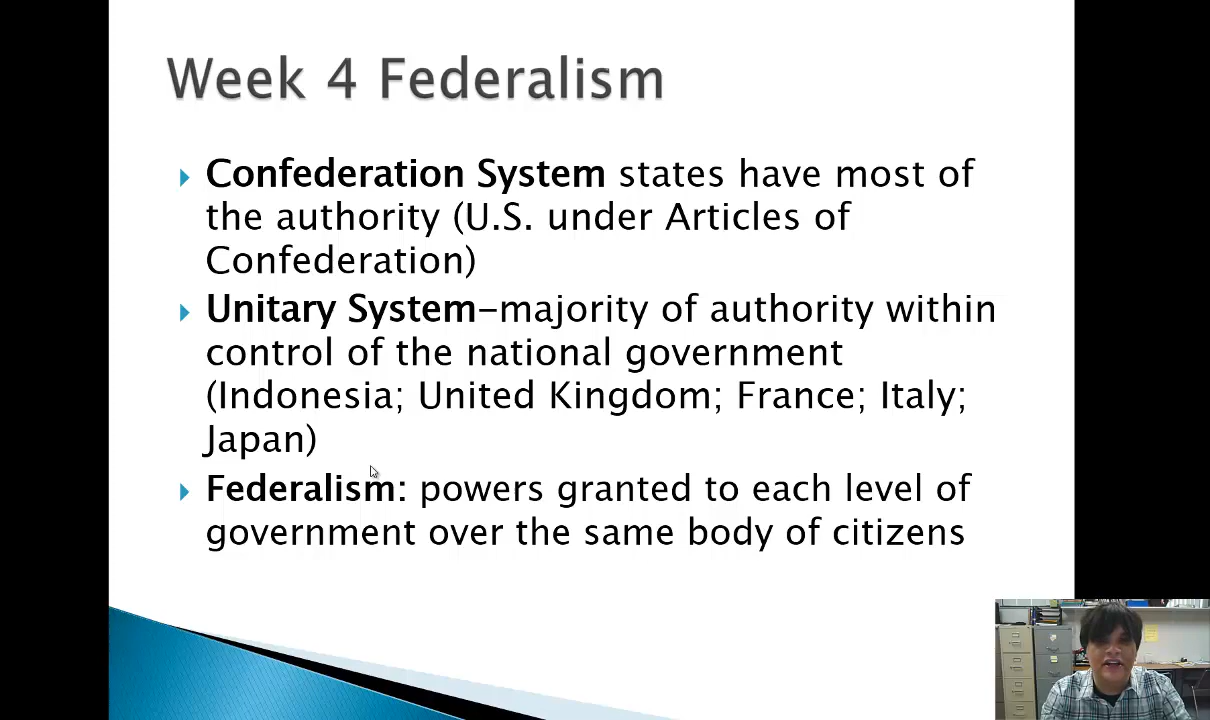 Week 4 Federalism
Confederation System states have most of
the authority (U.S. under Articles of
Confederation)
Unitary System–majority of authority within
control of the national government
(Indonesia; United Kingdom; France; Italy;
Japan)
Federalism: powers granted to each level of
government over the same body of citizens